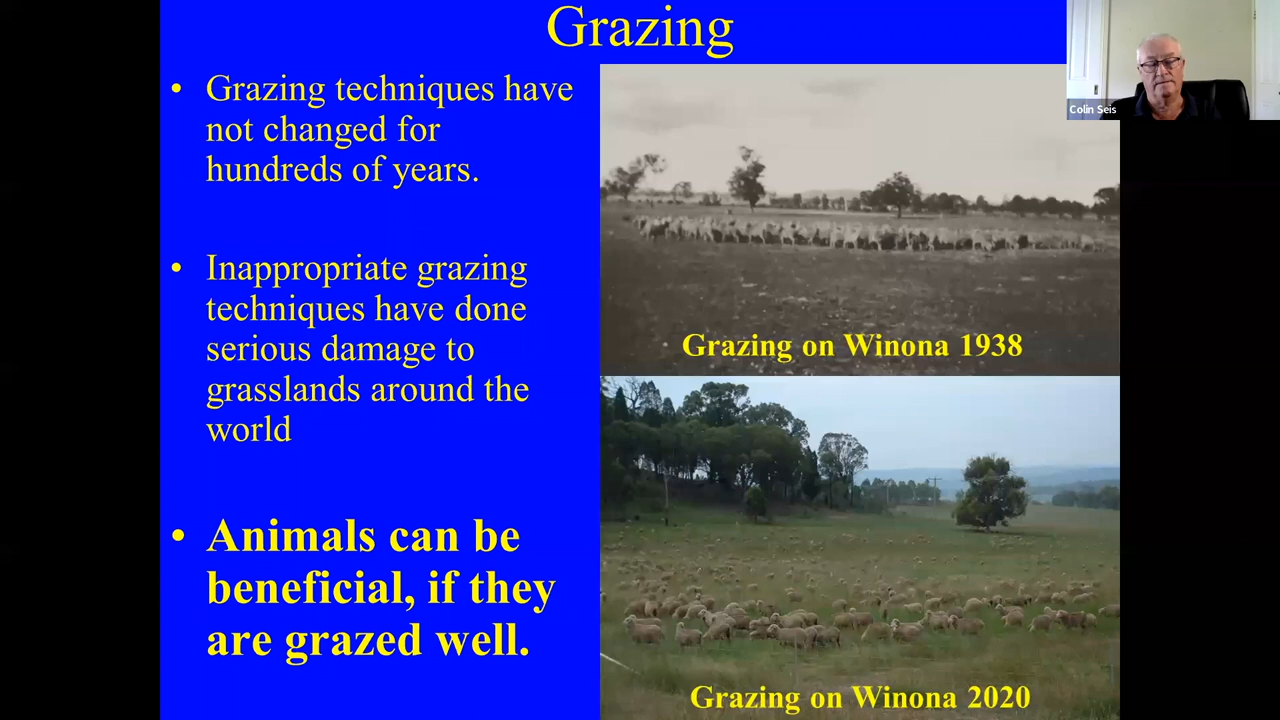 Grazing
• Grazing techniques have
not changed for
hundreds of years.
• Inappropriate grazing
techniques have done
serious damage to
grasslands around the
world
• Animals can be
beneficial, if they
are grazed well.
Colin Seis
Grazing on Winona 1938
Grazing on Winona 2020